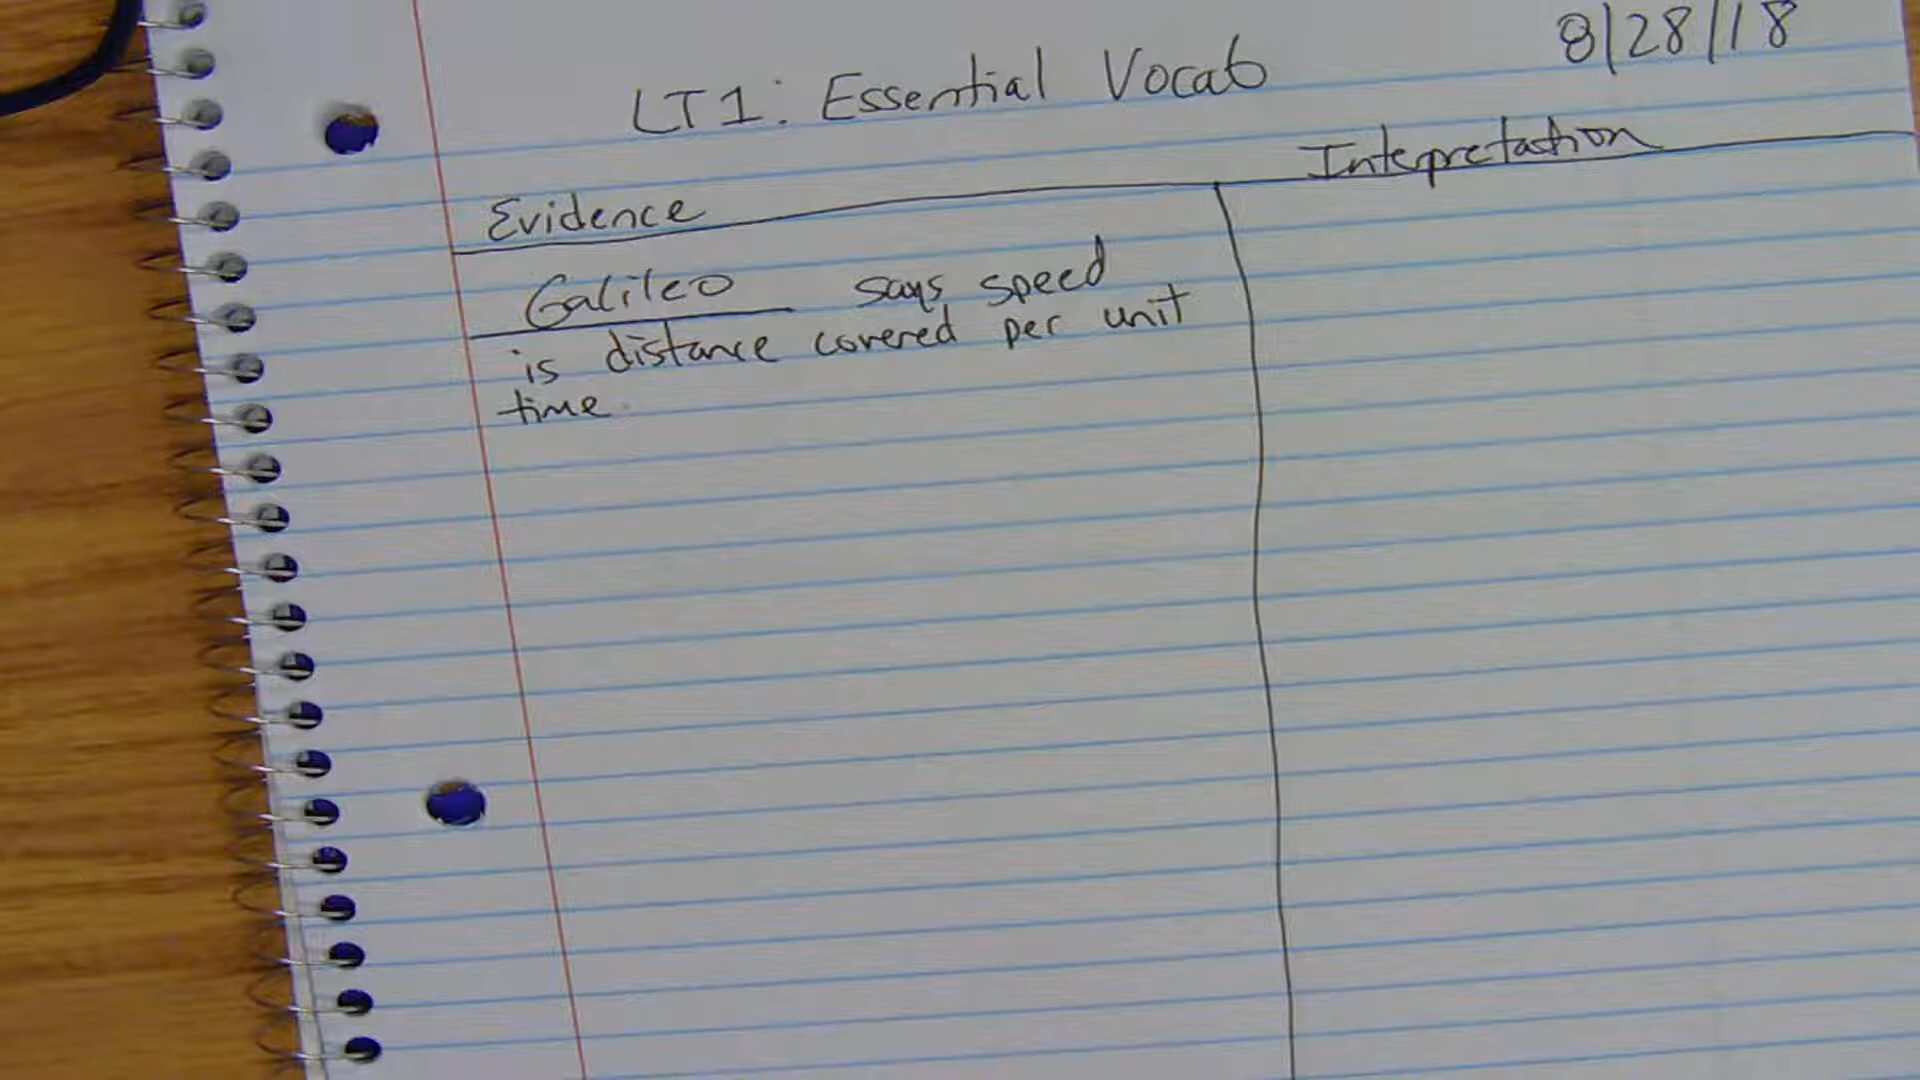 8/28/18
LT1: Essential Vocab
Evidence
Interpretation
Galileo says speed
is distance covered per unit
time.